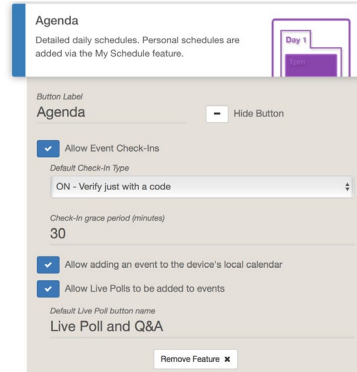 Agenda
Detailed daily schedules. Personal schedules are
added via the My Schedule feature.
Day 1
1pm
Button Label
Agenda
Hide Button
Allow Event Check-Ins
Default Check-In Type
ON - Verify just with a code
Check-In grace period (minutes)
30
Allow adding an event to the device's local calendar
Allow Live Polls to be added to events
Default Live Poll button name
Live Poll and Q&A
Remove Feature ✖